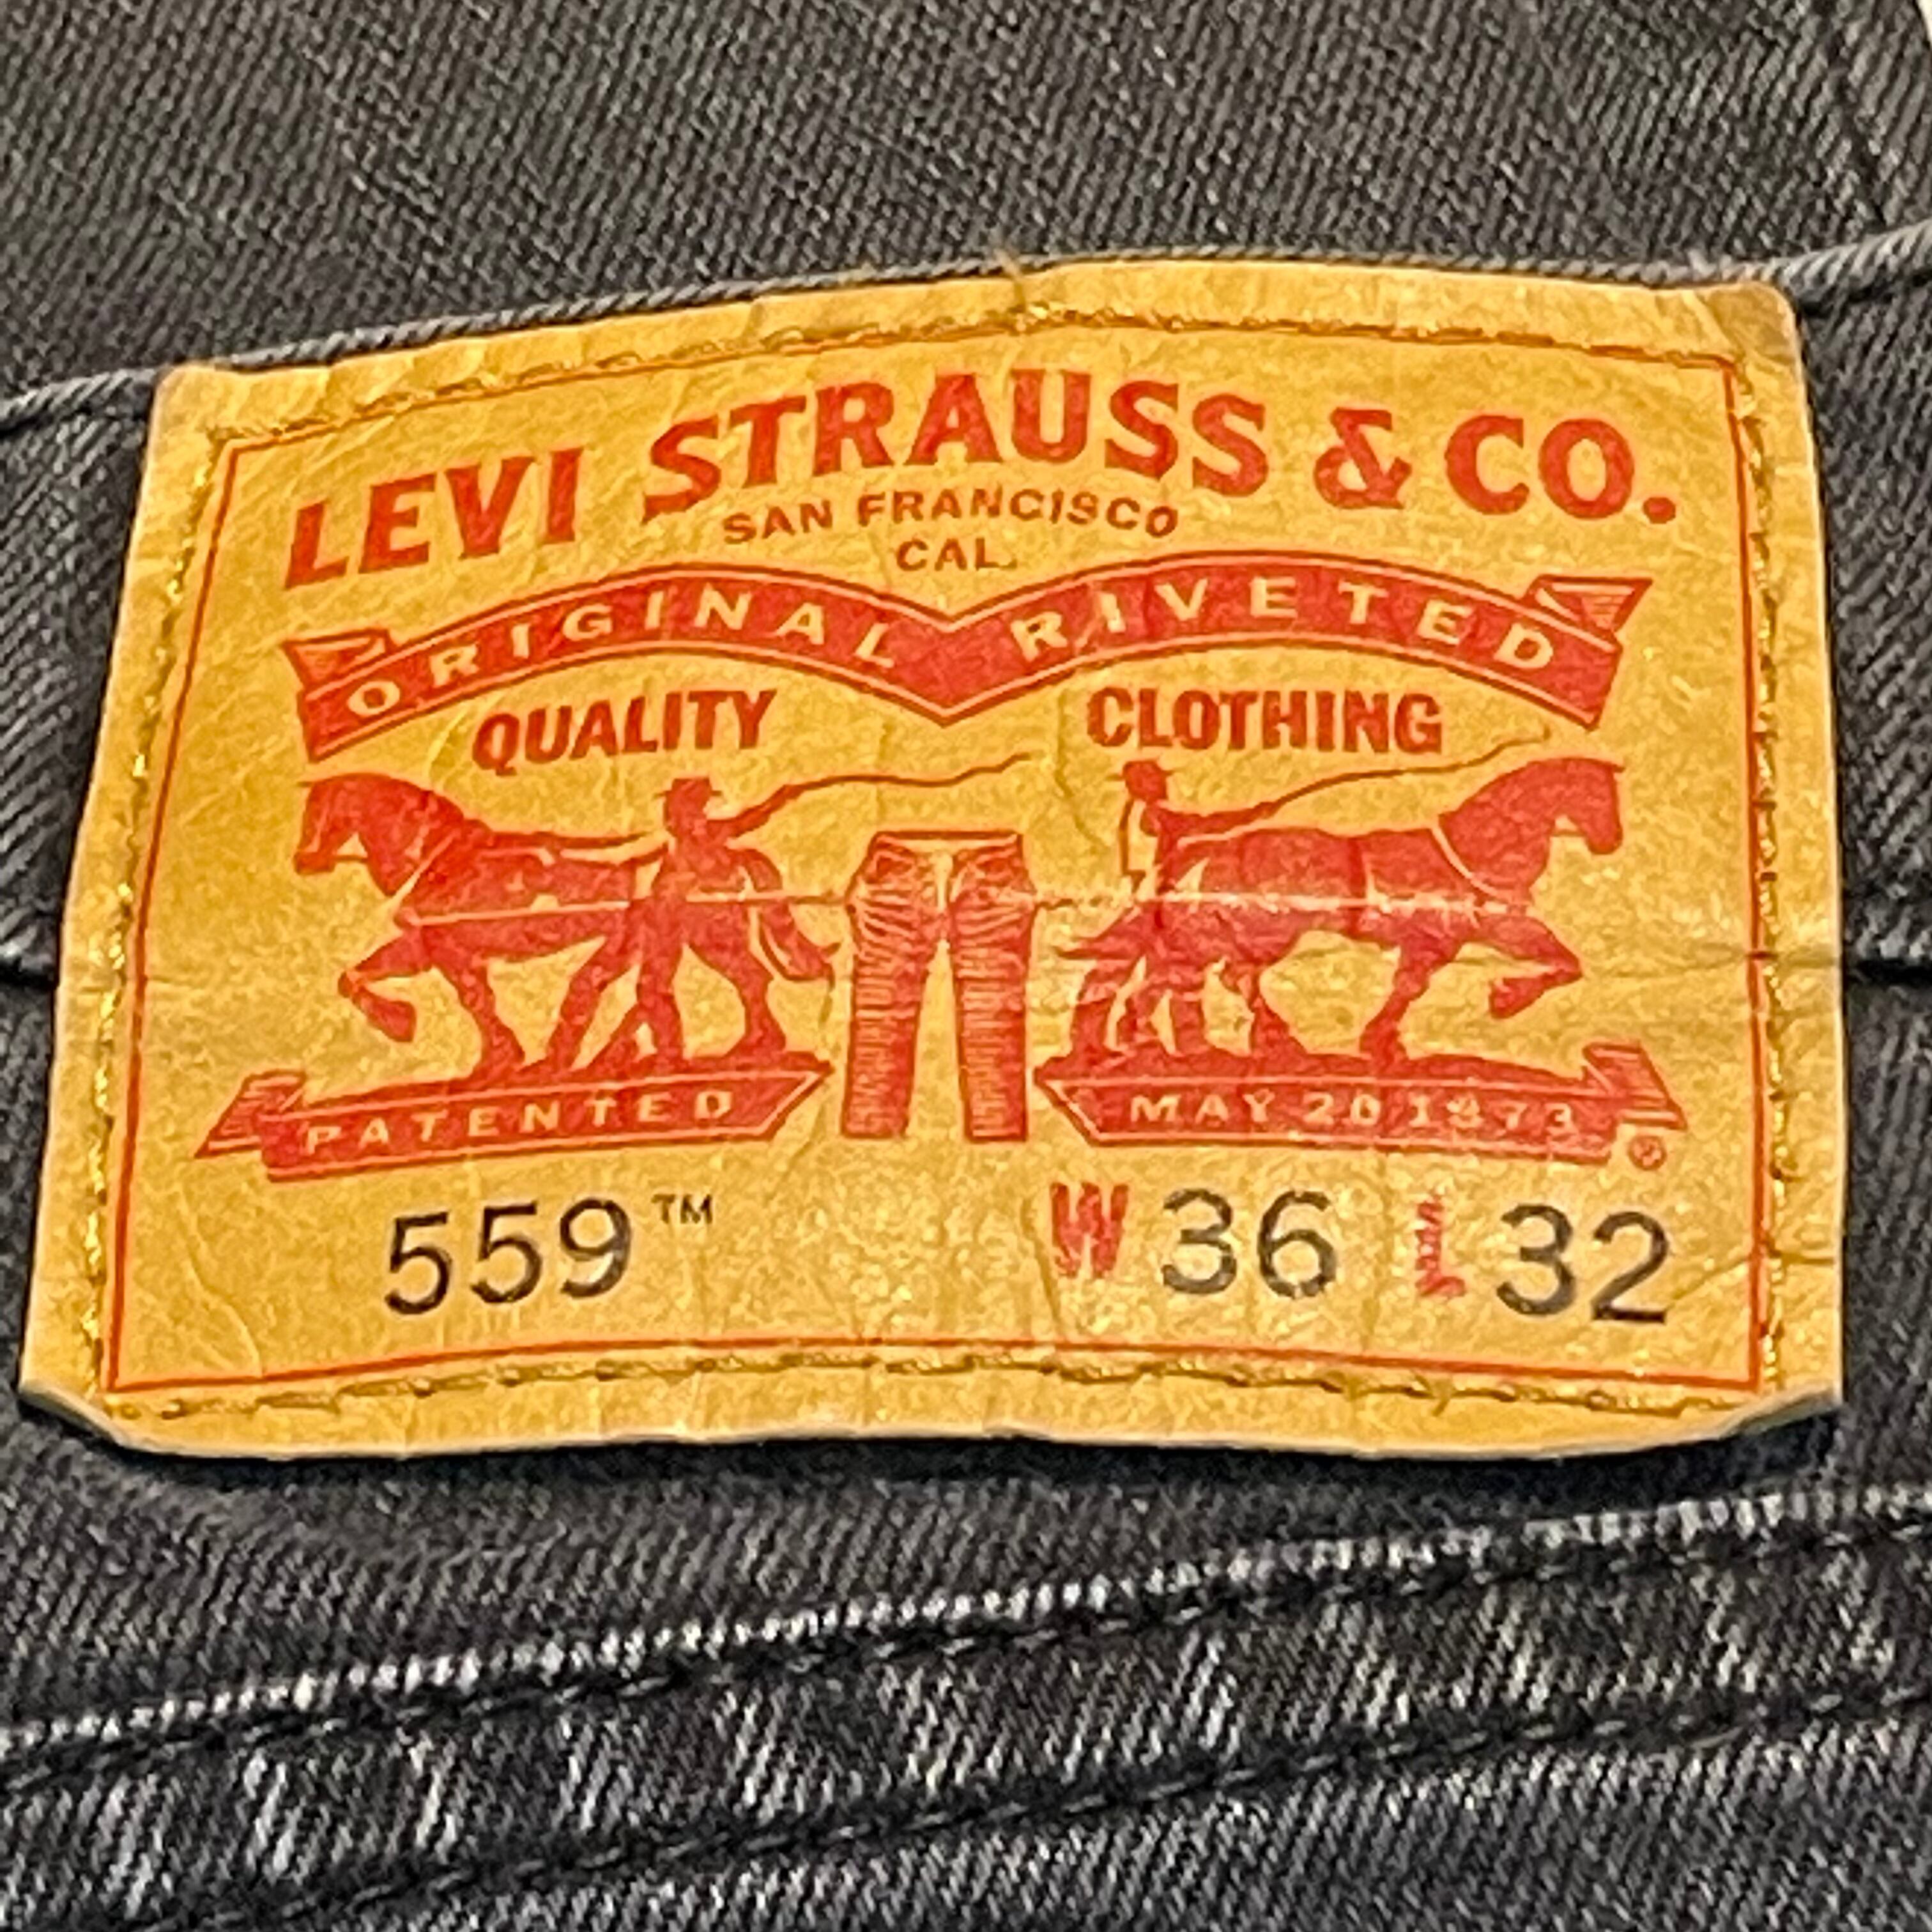 LEVI STRAUSS & CO.
SAN FRANCISCO
CAL.
ORIGINAL RIVETED
QUALITY CLOTHING
PATENTED MAY 20 1873
®
559™ W 36 L 32